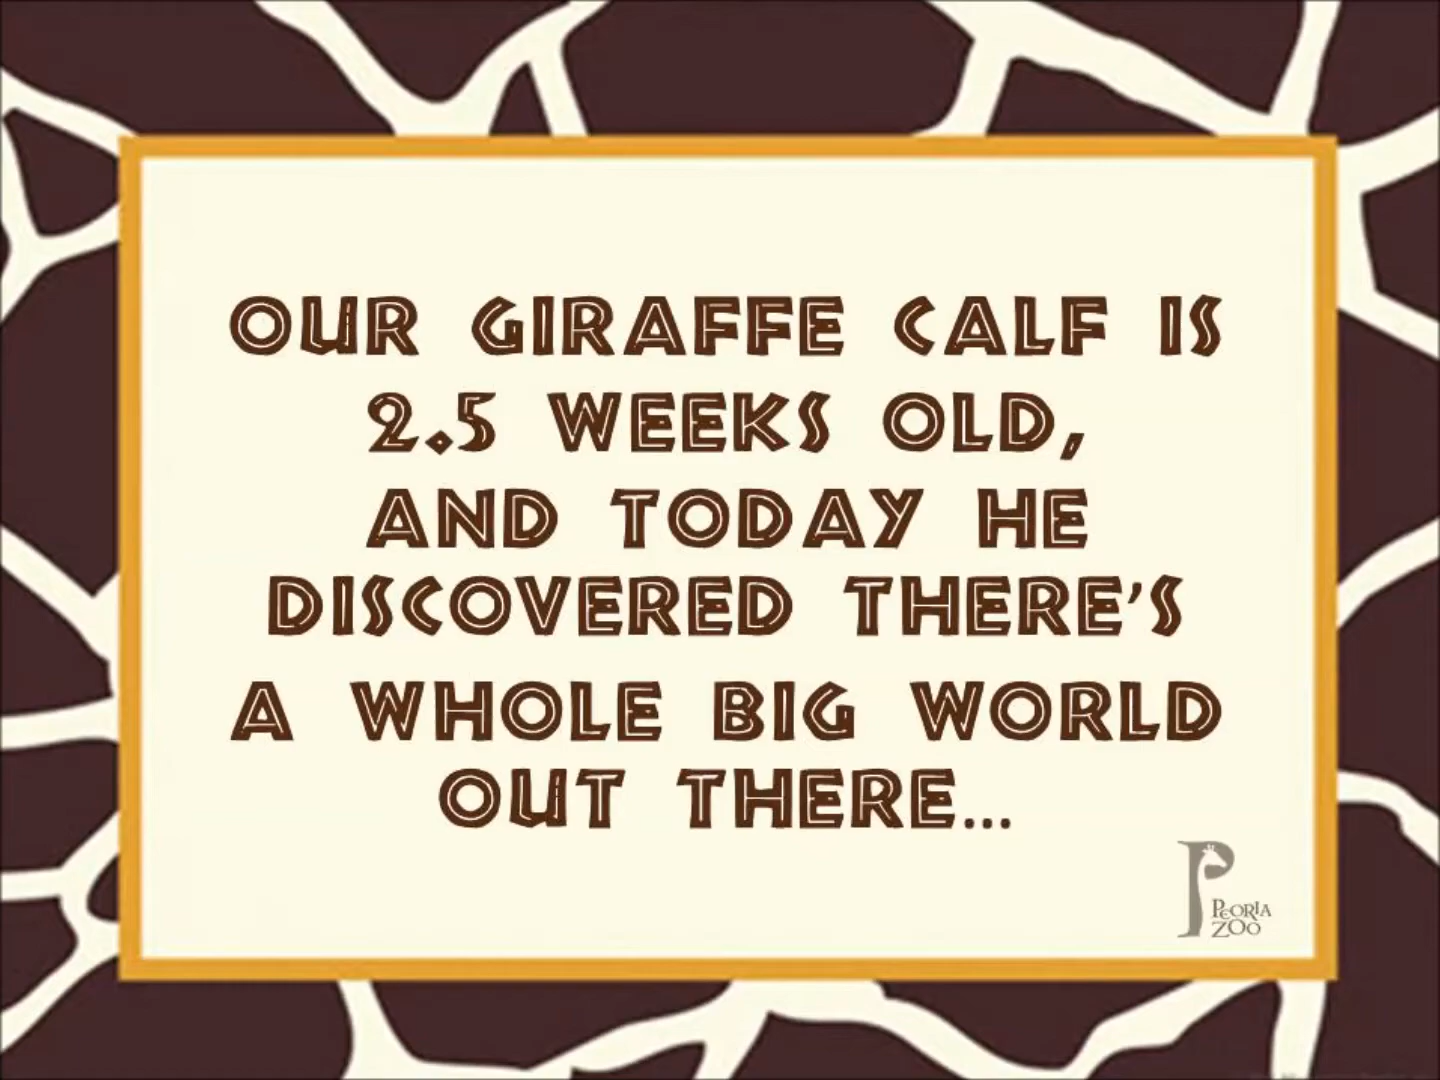 OUR GIRAFFE CALF IS
2.5 WEEKS OLD,
AND TODAY HE
DISCOVERED THERE'S
A WHOLE BIG WORLD
OUT THERE...
PEORIA
ZOO